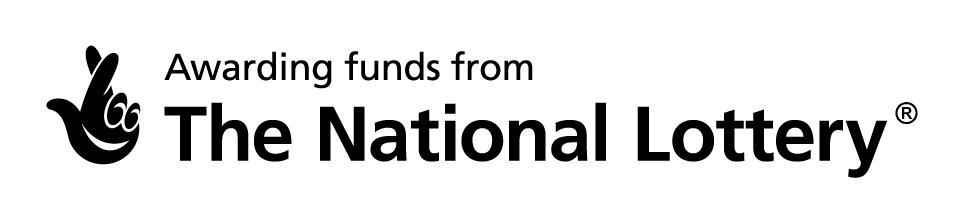 Awarding funds from
The National Lottery®